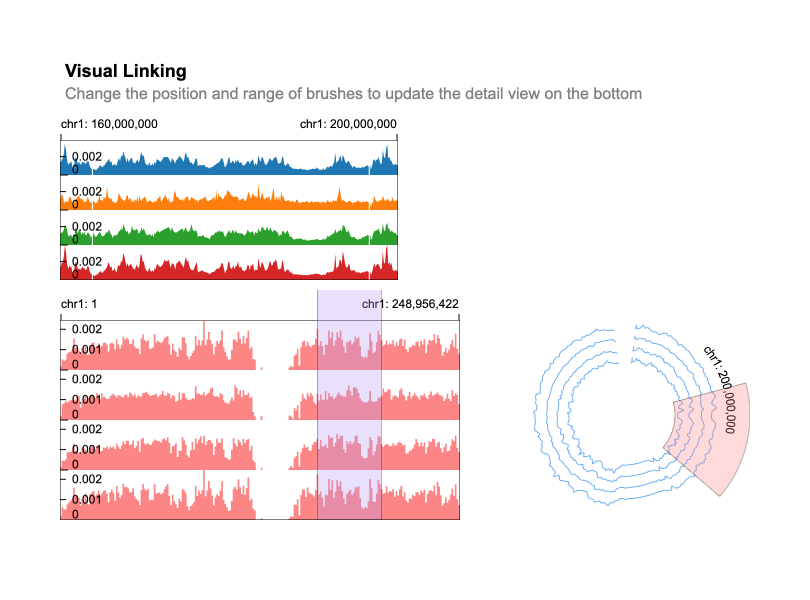 Visual Linking
Change the position and range of brushes to update the detail view on the bottom
chr1: 160,000,000
chr1: 200,000,000
0.002
0
0.002
0
0.002
0
0.002
0
chr1: 1
chr1: 248,956,422
0.002
0.001
0
0.002
0.001
0
0.002
0.001
0
0.002
0.001
0
chr1: 200,000,000